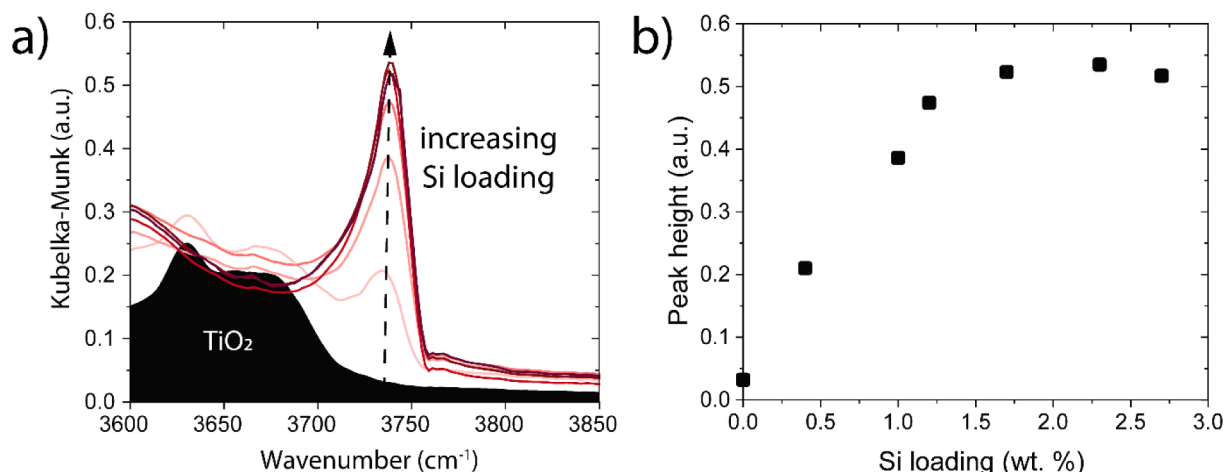 a)
Kubelka-Munk (a.u.)
0.6
0.5
0.4
0.3
0.2
0.1
0.0
increasing
Si loading
TiO₂
3600 3650 3700 3750 3800 3850
Wavenumber (cm⁻¹)
b)
Peak height (a.u.)
0.6
0.5
0.4
0.3
0.2
0.1
0.0
0.0 0.5 1.0 1.5 2.0 2.5 3.0
Si loading (wt. %)